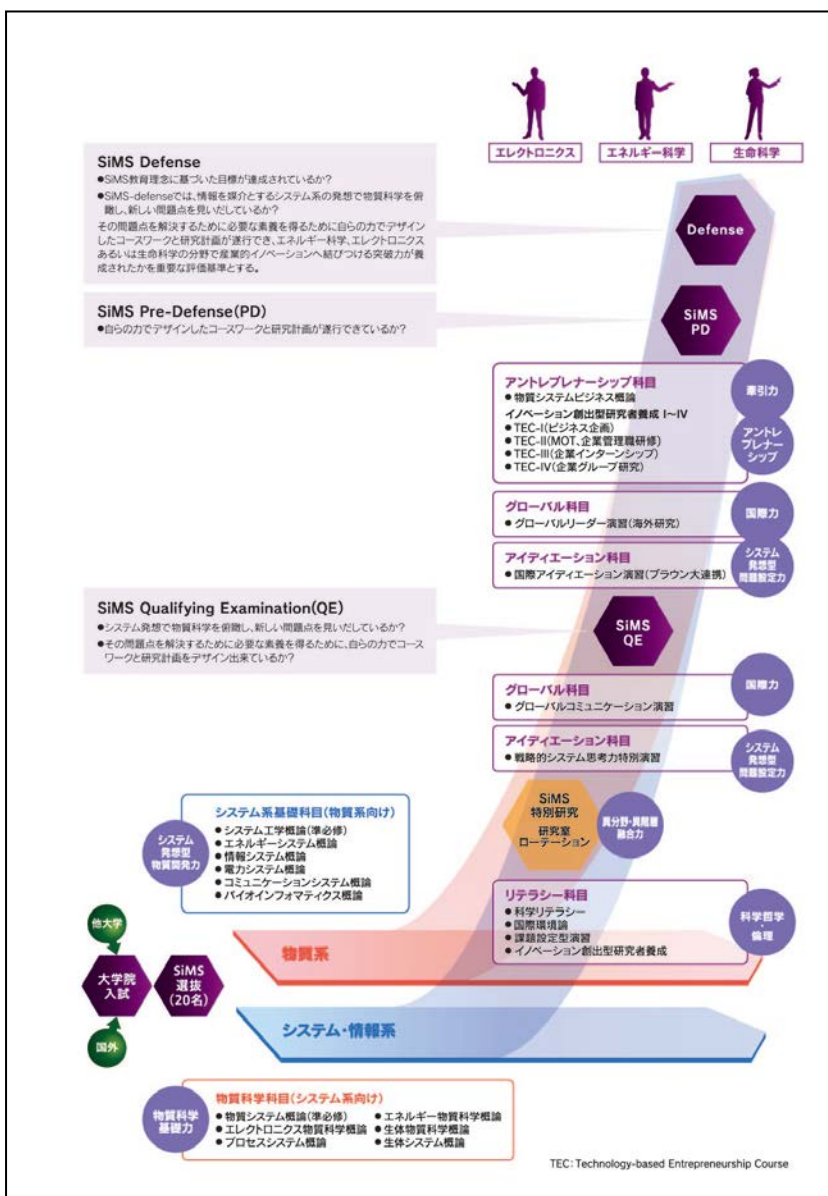 エレクトロニクス
エネルギー科学
生命科学
SiMS Defense
●SiMS教育理念に基づいた目標が達成されているか?
●SiMS-defenseでは、情報を媒介とするシステム系の発想で物質科学を俯
瞰し、新しい問題点を見いだしているか?
その問題点を解決するために必要な素養を得るために自らの力でデザイン
したコースワークと研究計画が遂行でき、エネルギー科学、エレクトロニクス
あるいは生命科学の分野で産業的イノベーションへ結びつける突破力が養
成されたかを重要な評価基準とする。
Defense
SiMS Pre-Defense(PD)
●自らの力でデザインしたコースワークと研究計画が遂行できているか?
SiMS
PD
アントレプレナーシップ科目
●物質システムビジネス概論
イノベーション創出型研究者養成 I〜IV
●TEC-I(ビジネス企画)
●TEC-II(MOT、企業管理職研修)
●TEC-III(企業インターンシップ)
●TEC-IV(企業グループ研究)
牽引力
アントレ
プレナー
シップ
グローバル科目
●グローバルリーダー演習(海外研究)
国際力
アイディエーション科目
●国際アイディエーション演習(ブラウン大連携)
システム
発想型
問題設定力
SiMS Qualifying Examination(QE)
●システム発想で物質科学を俯瞰し、新しい問題点を見いだしているか?
●その問題点を解決するために必要な素養を得るために、自らの力でコース
ワークと研究計画をデザイン出来ているか?
SiMS
QE
グローバル科目
●グローバルコミュニケーション演習
国際力
アイディエーション科目
●戦略的システム思考力特別演習
システム
発想型
問題設定力
SiMS
特別研究
研究室
ローテーション
異分野・異階層
融合力
システム系基礎科目(物質系向け)
●システム工学概論(準必修)
●エネルギーシステム概論
●情報システム概論
●電力システム概論
●コミュニケーションシステム概論
●バイオインフォマティクス概論
システム
発想型
物質開発力
リテラシー科目
●科学リテラシー
●国際環境論
●課題設定型演習
●イノベーション創出型研究者養成
科学哲学
・
倫理
他大学
大学院
入試
国外
SiMS
選抜
(20名)
物質系
システム・情報系
物質科学
基礎力
物質科学科目(システム系向け)
●物質システム概論(準必修)
●エレクトロニクス物質科学概論
●プロセスシステム概論
●エネルギー物質科学概論
●生体物質科学概論
●生体システム概論
TEC:Technology-based Entrepreneurship Course